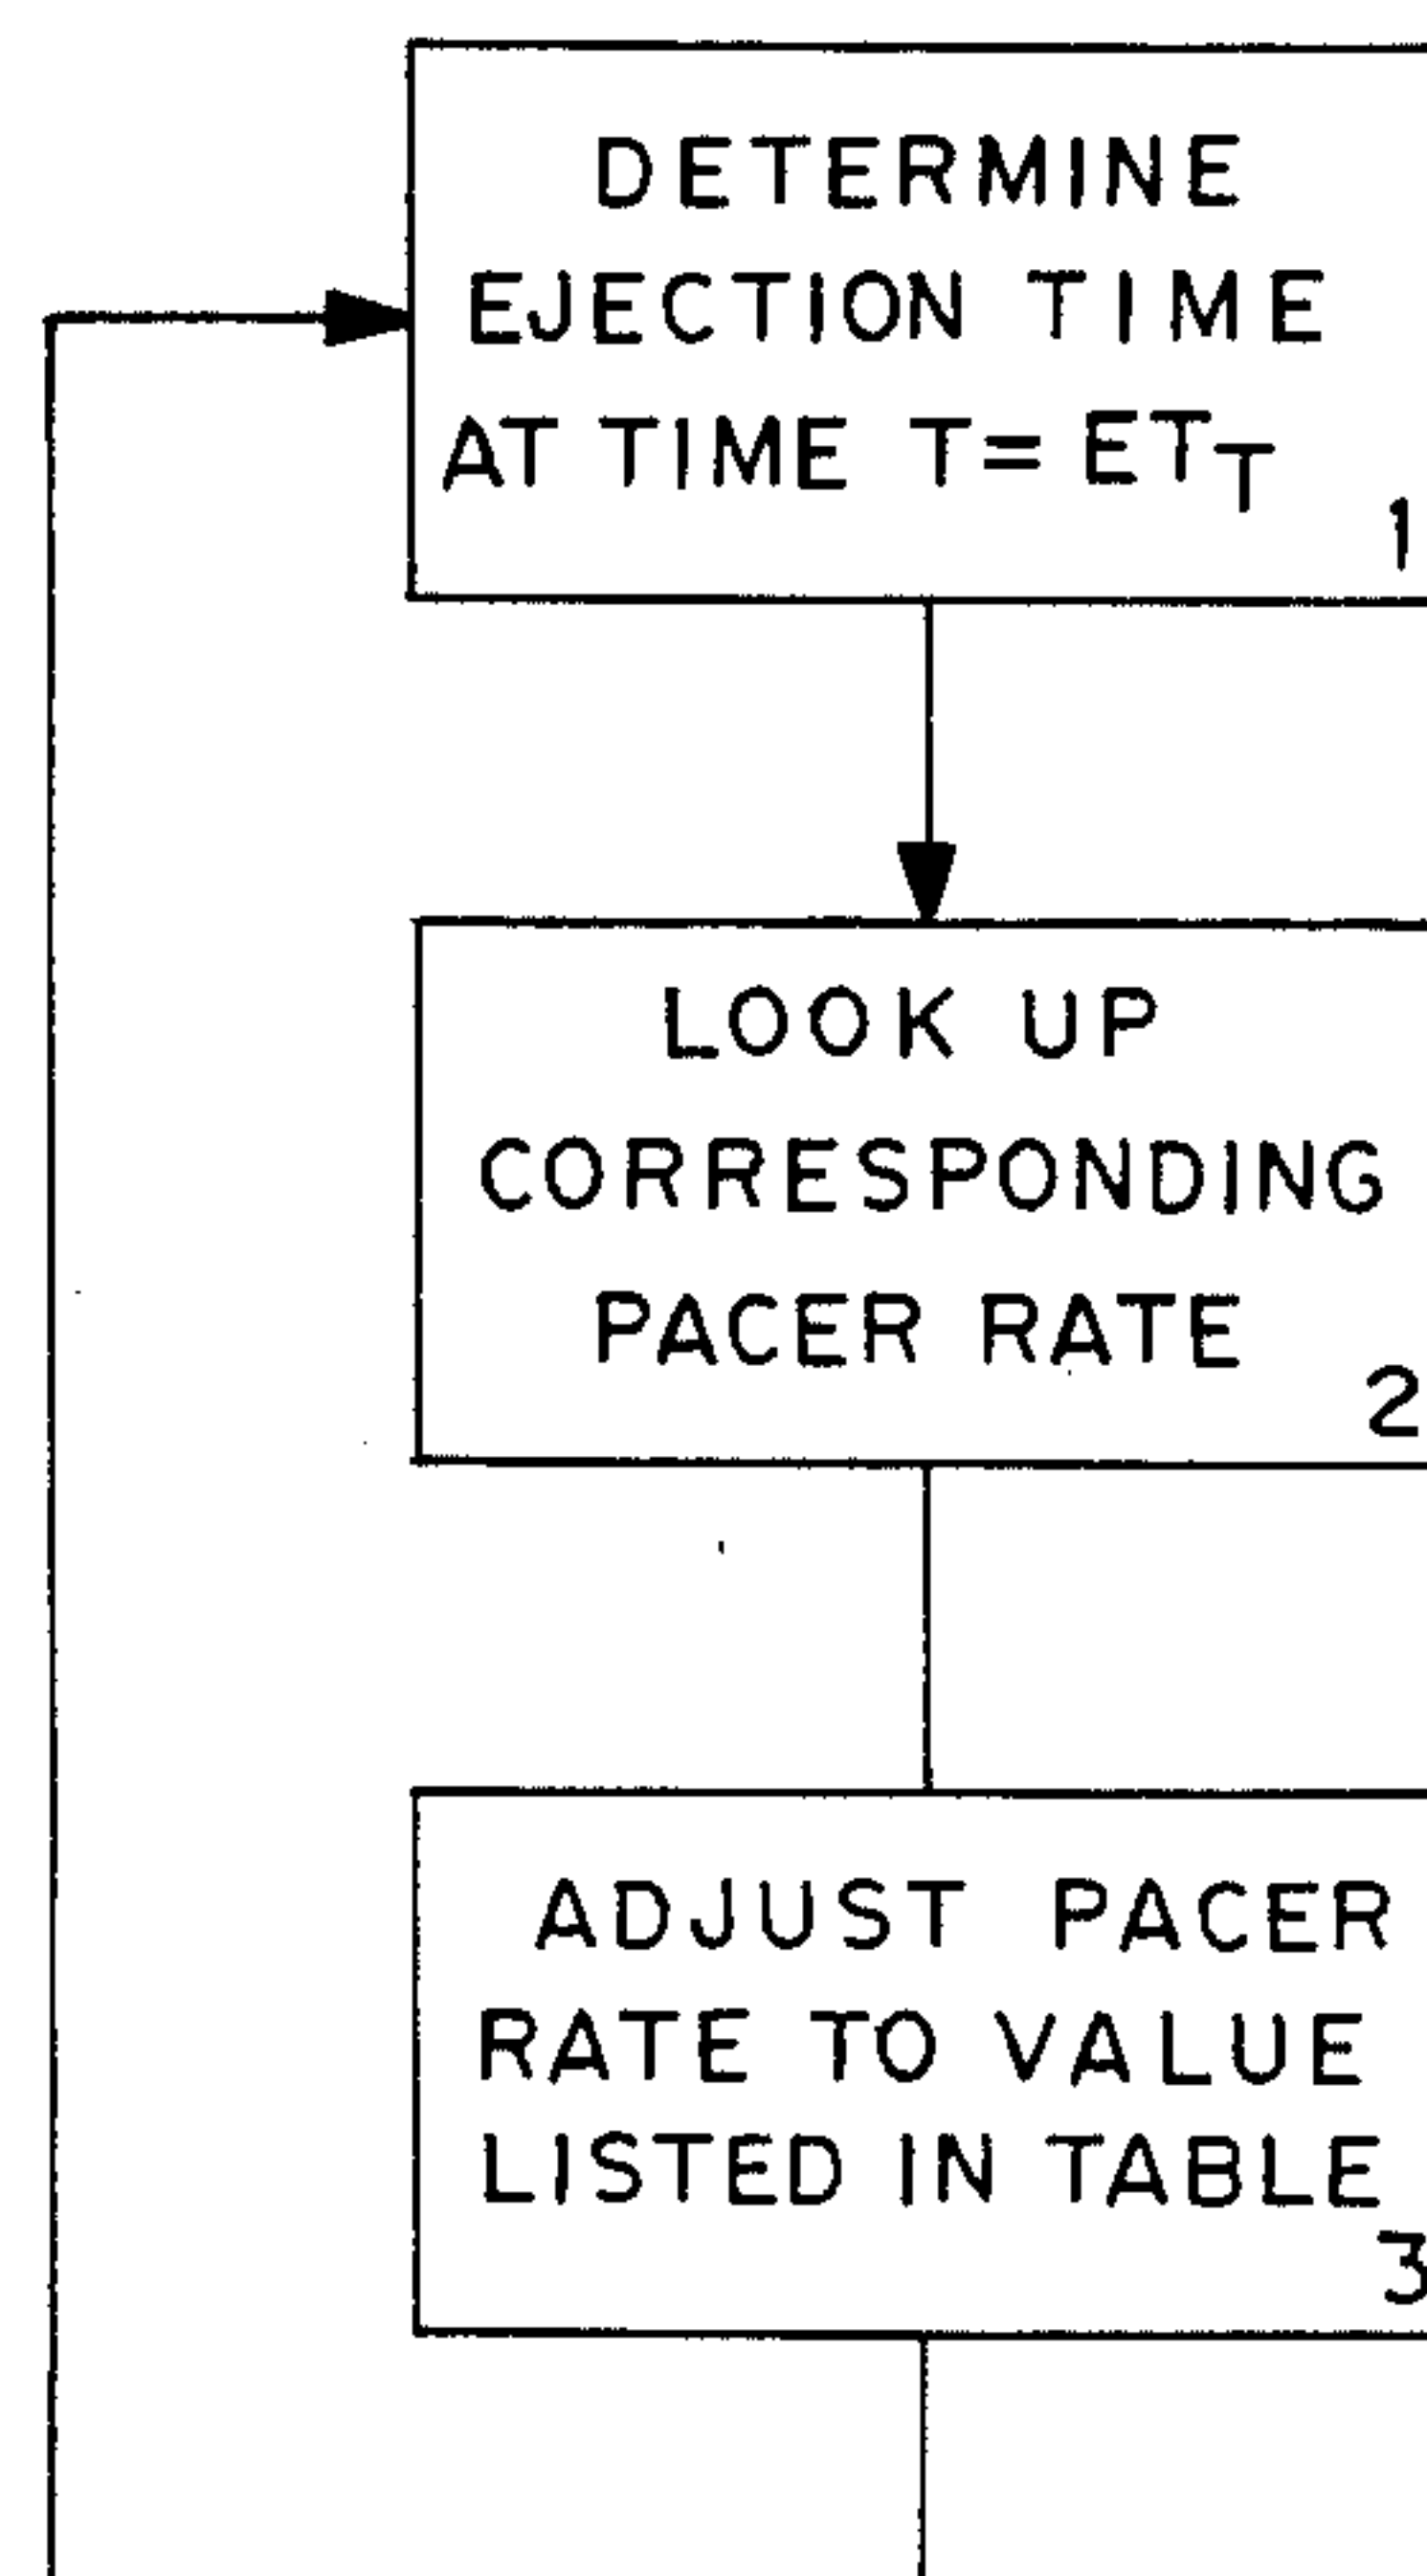 DETERMINE
EJECTION TIME
AT TIME T= ET_T
1
LOOK UP
CORRESPONDING
PACER RATE
2
ADJUST PACER
RATE TO VALUE
LISTED IN TABLE
3